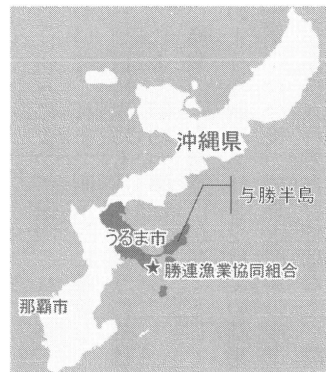 沖縄県
与勝半島
うるま市
★勝連漁業協同組合
那覇市